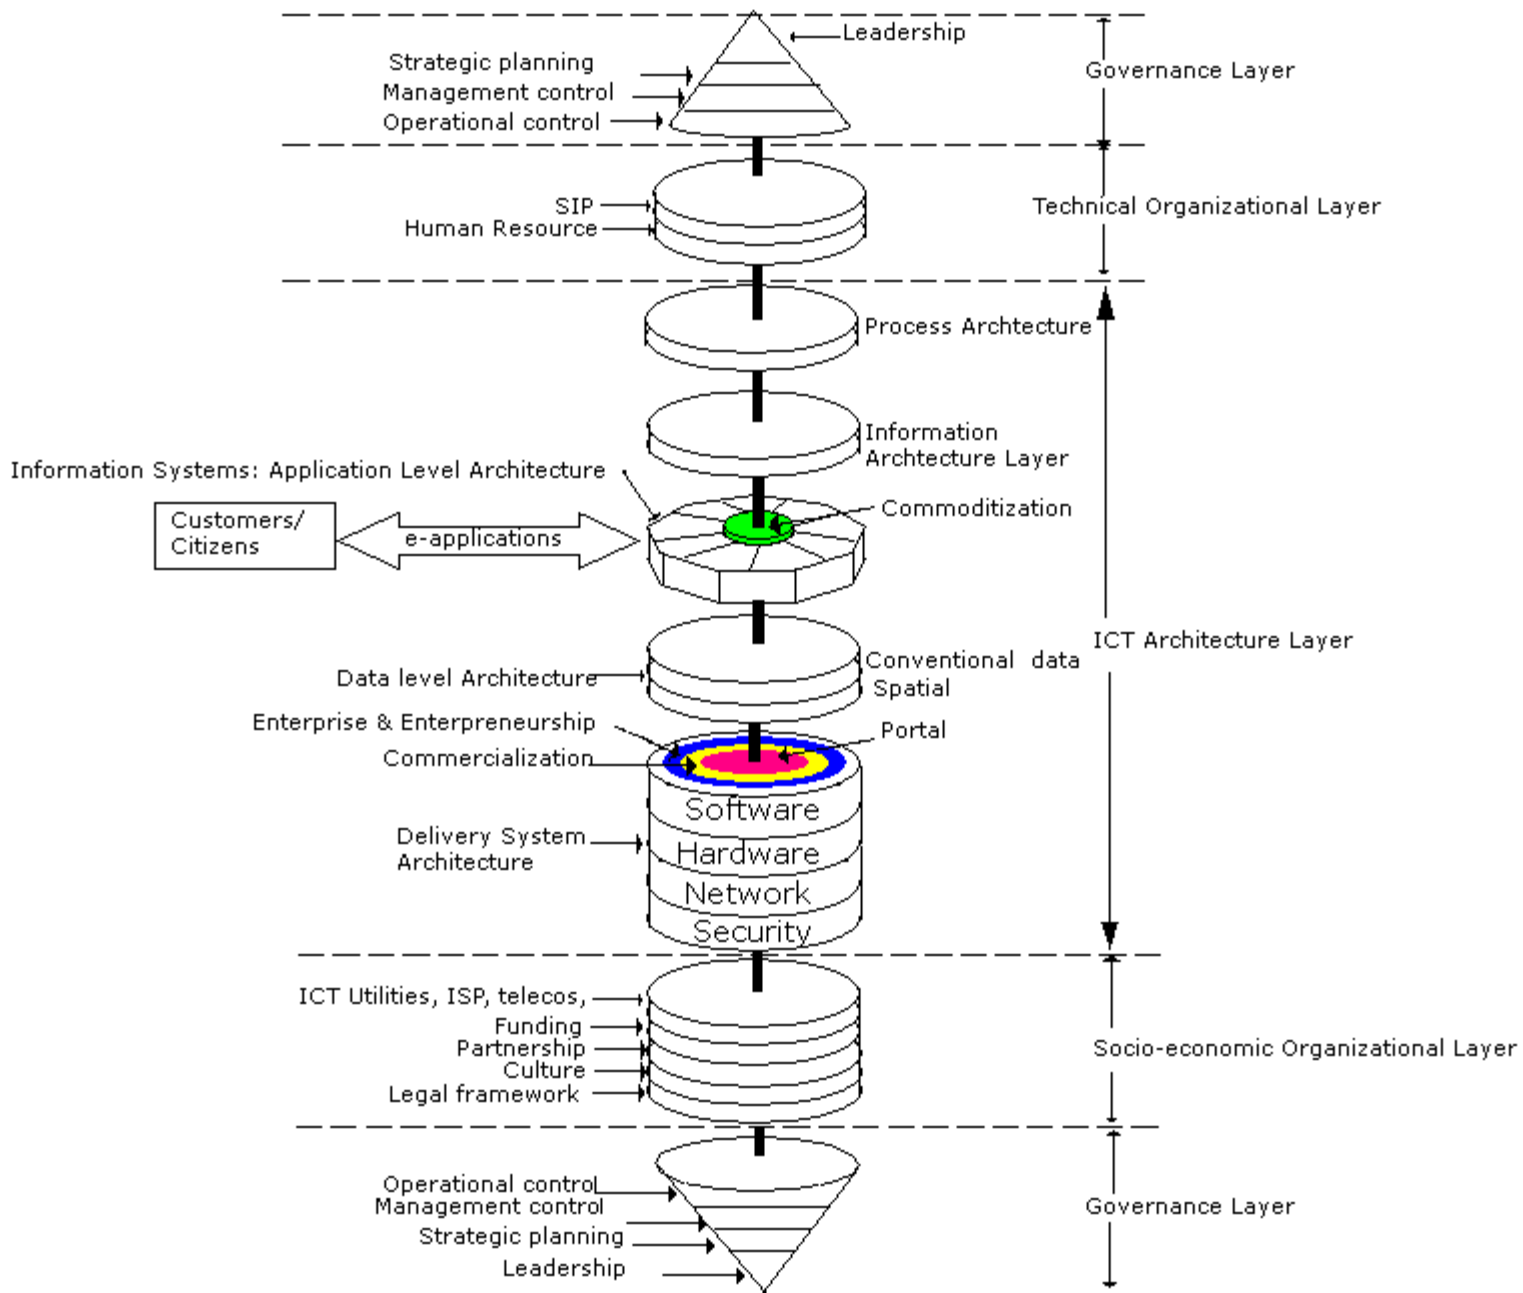 Leadership
Strategic planning
Governance Layer
Management control
Operational control
SIP
Technical Organizational Layer
Human Resource
Process Archtecture
Information
Archtecture Layer
Information Systems: Application Level Architecture
Commoditization
Customers/
Citizens
e-applications
ICT Architecture Layer
Conventional data
Data level Architecture
Spatial
Enterprise & Enterpreneurship
Portal
Commercialization
Software
Delivery System
Architecture
Hardware
Network
Security
ICT Utilities, ISP, telecos,
Funding
Partnership
Socio-economic Organizational Layer
Culture
Legal framework
Operational control
Management control
Governance Layer
Strategic planning
Leadership